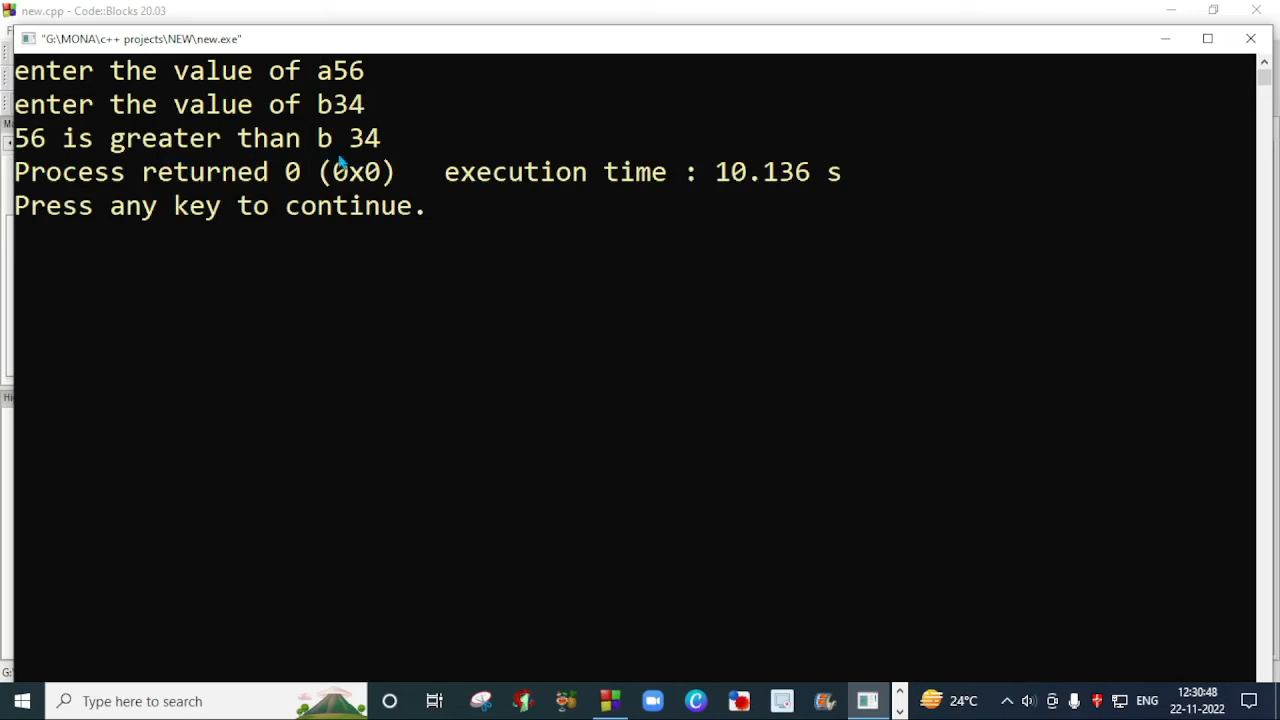 new.cpp - Code::Blocks 20.03
"G:\MONA\c++ projects\NEW\new.exe"
enter the value of a56
enter the value of b34
56 is greater than b 34
Process returned 0 (0x0)   execution time : 10.136 s
Press any key to continue.
Type here to search
24°C
ENG
12:30:48
22-11-2022